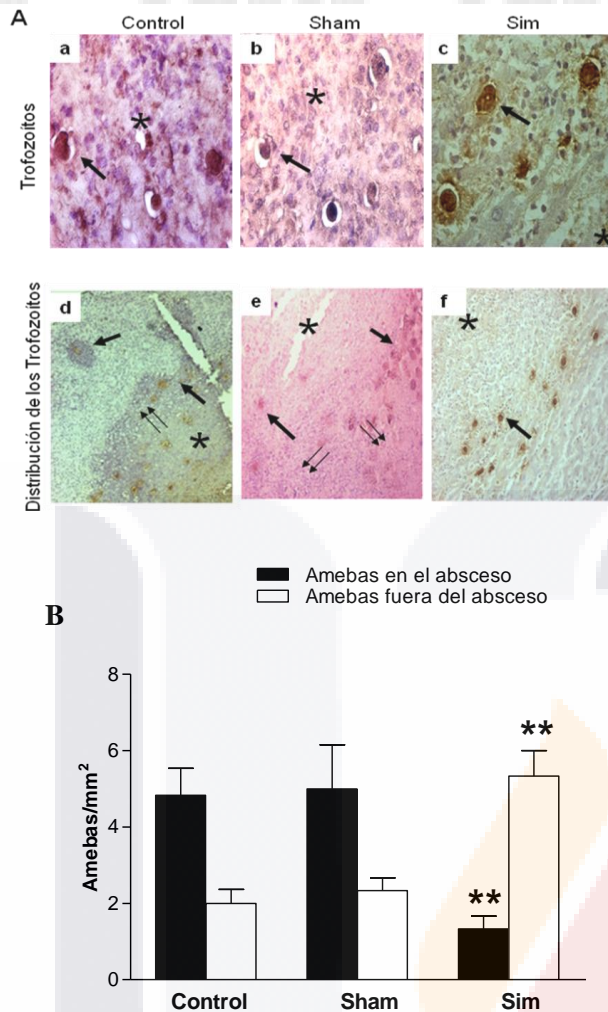 A
Control Sham Sim
a b c
Trofozoitos
*
*
*
d e f
Distribución de los Trofozoitos
*
*
*
Amebas en el absceso
Amebas fuera del absceso
B
8
6
4
2
0
Amebas/mm²
**
**
Control Sham Sim